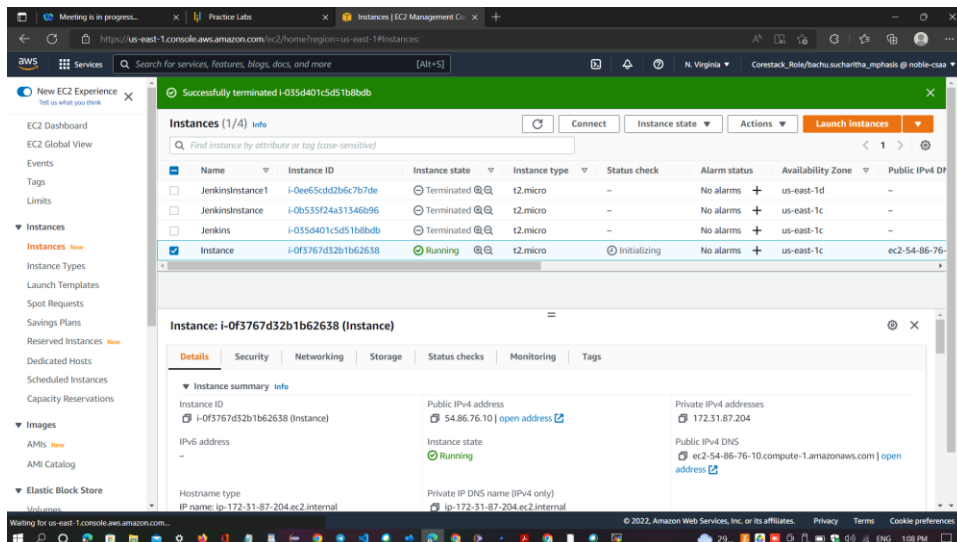 Meeting is in progress...
Practice Labs
Instances | EC2 Management Co
https://us-east-1.console.aws.amazon.com/ec2/home?region=us-east-1#Instances:
aws
Services
Search for services, features, blogs, docs, and more
[Alt+S]
N. Virginia
Corestack_Role/bachu.sucharitha_mphasis @ noble-csaa
New EC2 Experience
Tell us what you think
EC2 Dashboard
EC2 Global View
Events
Tags
Limits
Instances
Instances New
Instance Types
Launch Templates
Spot Requests
Savings Plans
Reserved Instances New
Dedicated Hosts
Scheduled Instances
Capacity Reservations
Images
AMIs New
AMI Catalog
Elastic Block Store
Volumes
Successfully terminated i-035d401c5d51b8bdb
Instances (1/4) Info
Connect
Instance state
Actions
Launch instances
Find instance by attribute or tag (case-sensitive)
1
Name Instance ID Instance state Instance type Status check Alarm status Availability Zone Public IPv4 DN
JenkinsInstance1 i-0ee65cdd2b6c7b7de Terminated t2.micro – No alarms + us-east-1d –
JenkinsInstance i-0b535f24a31346b96 Terminated t2.micro – No alarms + us-east-1c –
Jenkins i-035d401c5d51b8bdb Terminated t2.micro – No alarms + us-east-1c –
Instance i-0f3767d32b1b62638 Running t2.micro Initializing No alarms + us-east-1c ec2-54-86-76-
Instance: i-0f3767d32b1b62638 (Instance)
Details Security Networking Storage Status checks Monitoring Tags
Instance summary Info
Instance ID Public IPv4 address Private IPv4 addresses
i-0f3767d32b1b62638 (Instance) 54.86.76.10 | open address 172.31.87.204
IPv6 address Instance state Public IPv4 DNS
– Running ec2-54-86-76-10.compute-1.amazonaws.com | open
address
Hostname type Private IP DNS name (IPv4 only)
IP name: ip-172-31-87-204.ec2.internal ip-172-31-87-204.ec2.internal
Waiting for us-east-1.console.aws.amazon.com...
© 2022, Amazon Web Services, Inc. or its affiliates. Privacy Terms Cookie preferences
ENG 1:08 PM